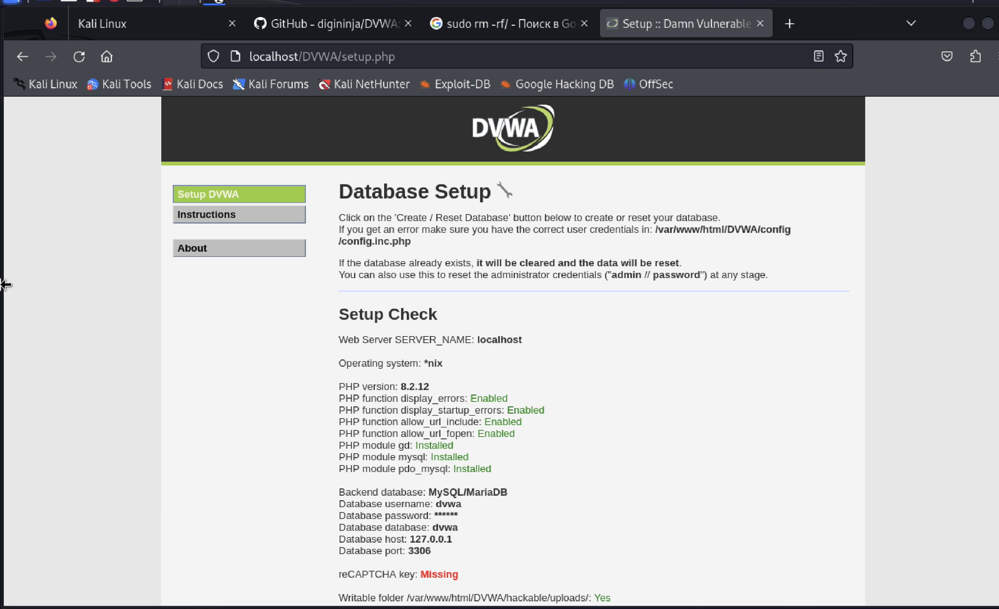 Kali Linux
GitHub - digininja/DVWA:
sudo rm -rf/ - Поиск в Go
Setup :: Damn Vulnerable
localhost/DVWA/setup.php
Kali Linux
Kali Tools
Kali Docs
Kali Forums
Kali NetHunter
Exploit-DB
Google Hacking DB
OffSec
DVWA
Setup DVWA
Instructions
About
Database Setup
Click on the 'Create / Reset Database' button below to create or reset your database.
If you get an error make sure you have the correct user credentials in: /var/www/html/DVWA/config
/config.inc.php
If the database already exists, it will be cleared and the data will be reset.
You can also use this to reset the administrator credentials ("admin // password") at any stage.
Setup Check
Web Server SERVER_NAME: localhost
Operating system: *nix
PHP version: 8.2.12
PHP function display_errors: Enabled
PHP function display_startup_errors: Enabled
PHP function allow_url_include: Enabled
PHP function allow_url_fopen: Enabled
PHP module gd: Installed
PHP module mysql: Installed
PHP module pdo_mysql: Installed
Backend database: MySQL/MariaDB
Database username: dvwa
Database password: ******
Database database: dvwa
Database host: 127.0.0.1
Database port: 3306
reCAPTCHA key: Missing
Writable folder /var/www/html/DVWA/hackable/uploads/: Yes